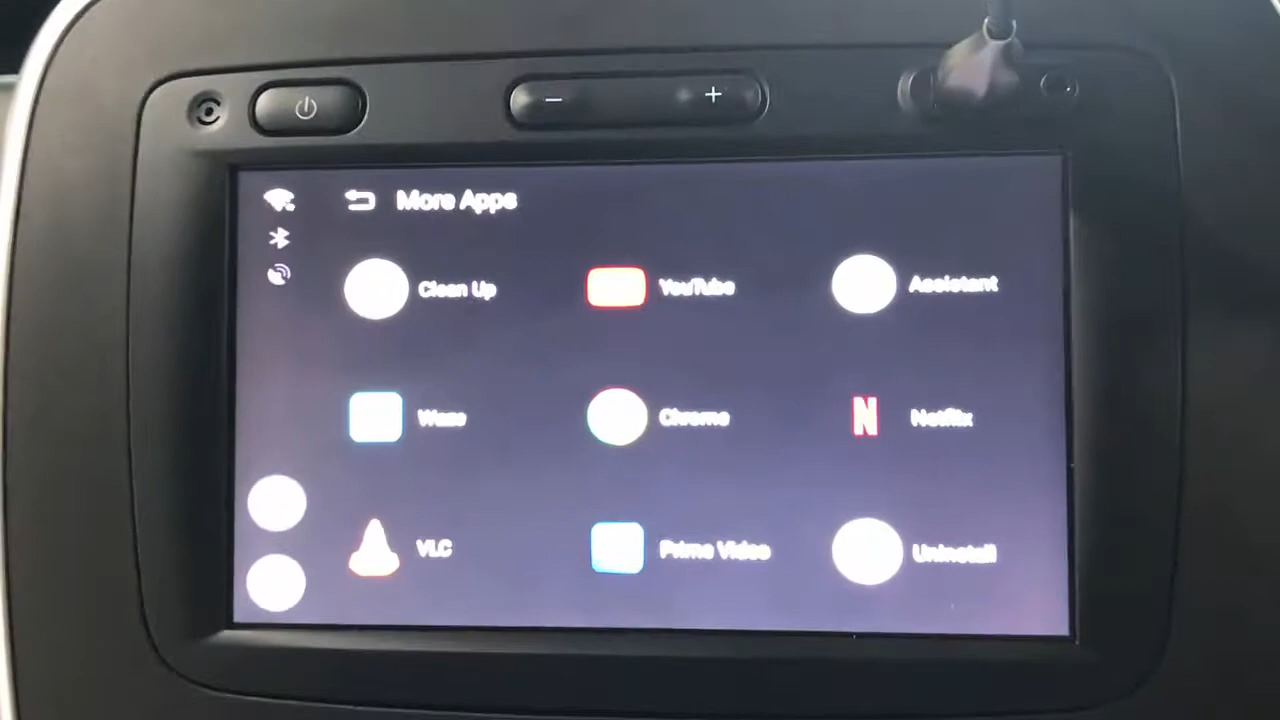 − +
More Apps
Clean Up YouTube Assistant
Waze Chrome N Netflix
VLC Prime Video Uninstall